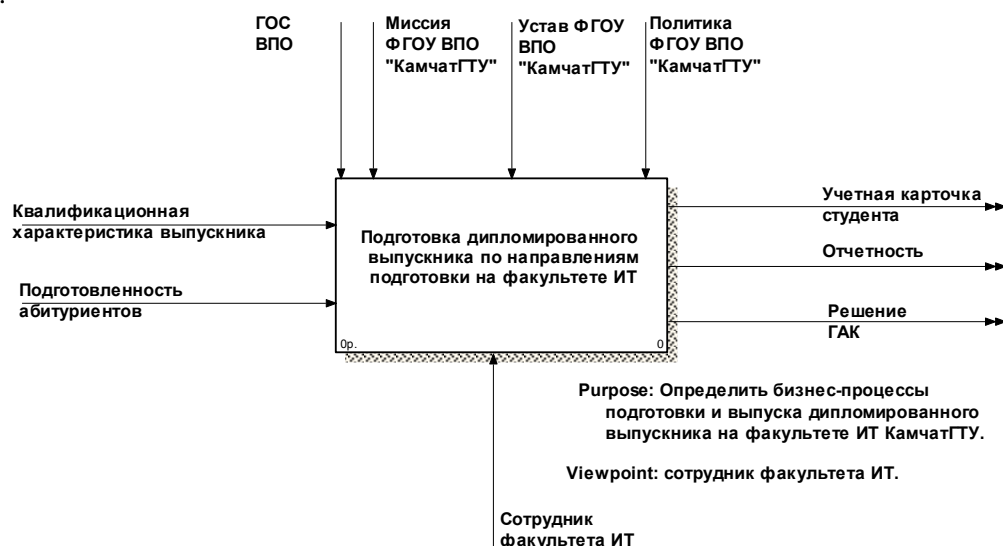 ГОС
ВПО
Миссия
ФГОУ ВПО
"КамчатГТУ"
Устав ФГОУ
ВПО
"КамчатГТУ"
Политика
ФГОУ ВПО
"КамчатГТУ"
Квалификационная
характеристика выпускника
Подготовленность
абитуриентов
Подготовка дипломированного
выпускника по направлениям
подготовки на факультете ИТ
0р.
0
Учетная карточка
студента
Отчетность
Решение
ГАК
Purpose: Определить бизнес-процессы
подготовки и выпуска дипломированного
выпускника на факультете ИТ КамчатГТУ.
Viewpoint: сотрудник факультета ИТ.
Сотрудник
факультета ИТ